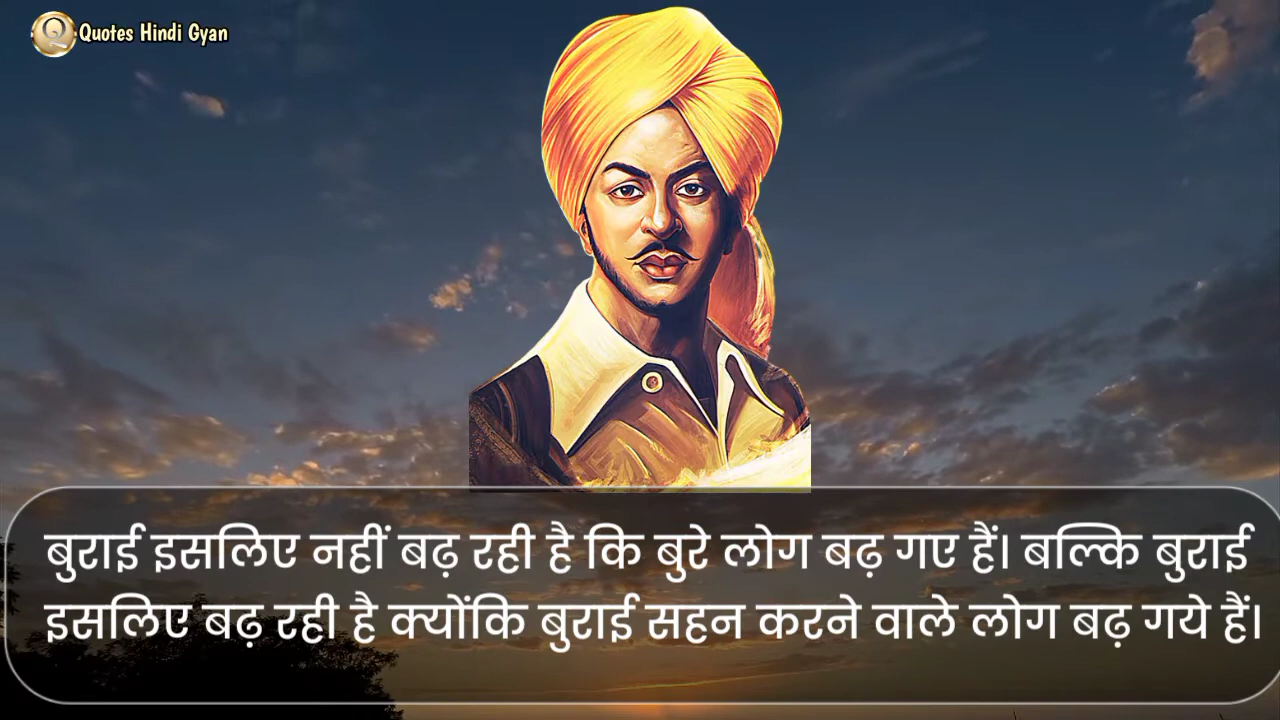 Quotes Hindi Gyan
बुराई इसलिए नहीं बढ़ रही है कि बुरे लोग बढ़ गए हैं। बल्कि बुराई
इसलिए बढ़ रही है क्योंकि बुराई सहन करने वाले लोग बढ़ गये हैं।